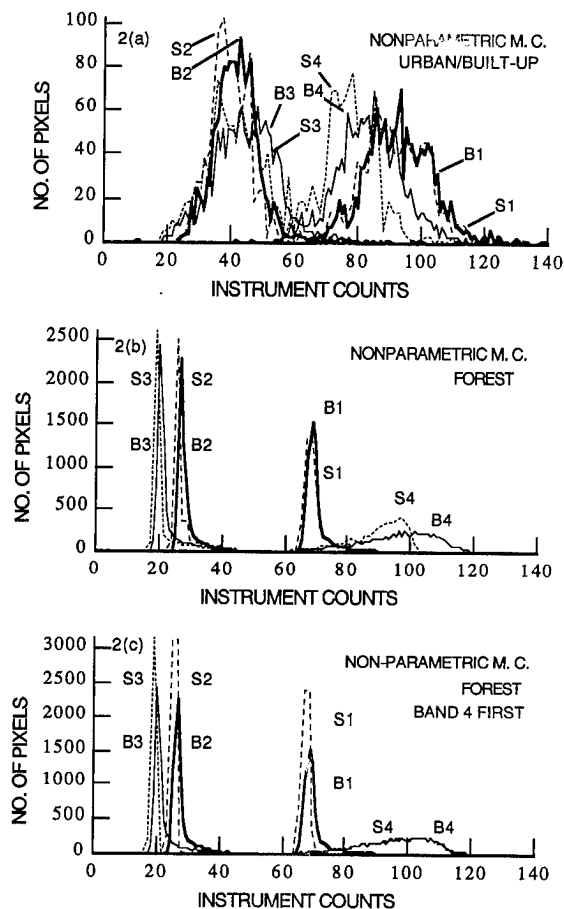 2(a)
NONPARAMETRIC M. C.
URBAN/BUILT-UP
S2
B2
S4
B4
B3
S3
B1
S1
NO. OF PIXELS
100
80
60
40
20
0
0 20 40 60 80 100 120 140
INSTRUMENT COUNTS
2(b)
NONPARAMETRIC M. C.
FOREST
S3
S2
B3
B2
B1
S1
S4
B4
NO. OF PIXELS
2500
2000
1500
1000
500
0
0 20 40 60 80 100 120 140
INSTRUMENT COUNTS
2(c)
NON-PARAMETRIC M. C.
FOREST
BAND 4 FIRST
S3
S2
B3
B2
S1
B1
S4
B4
NO. OF PIXELS
3000
2500
2000
1500
1000
500
0
0 20 40 60 80 100 120 140
INSTRUMENT COUNTS